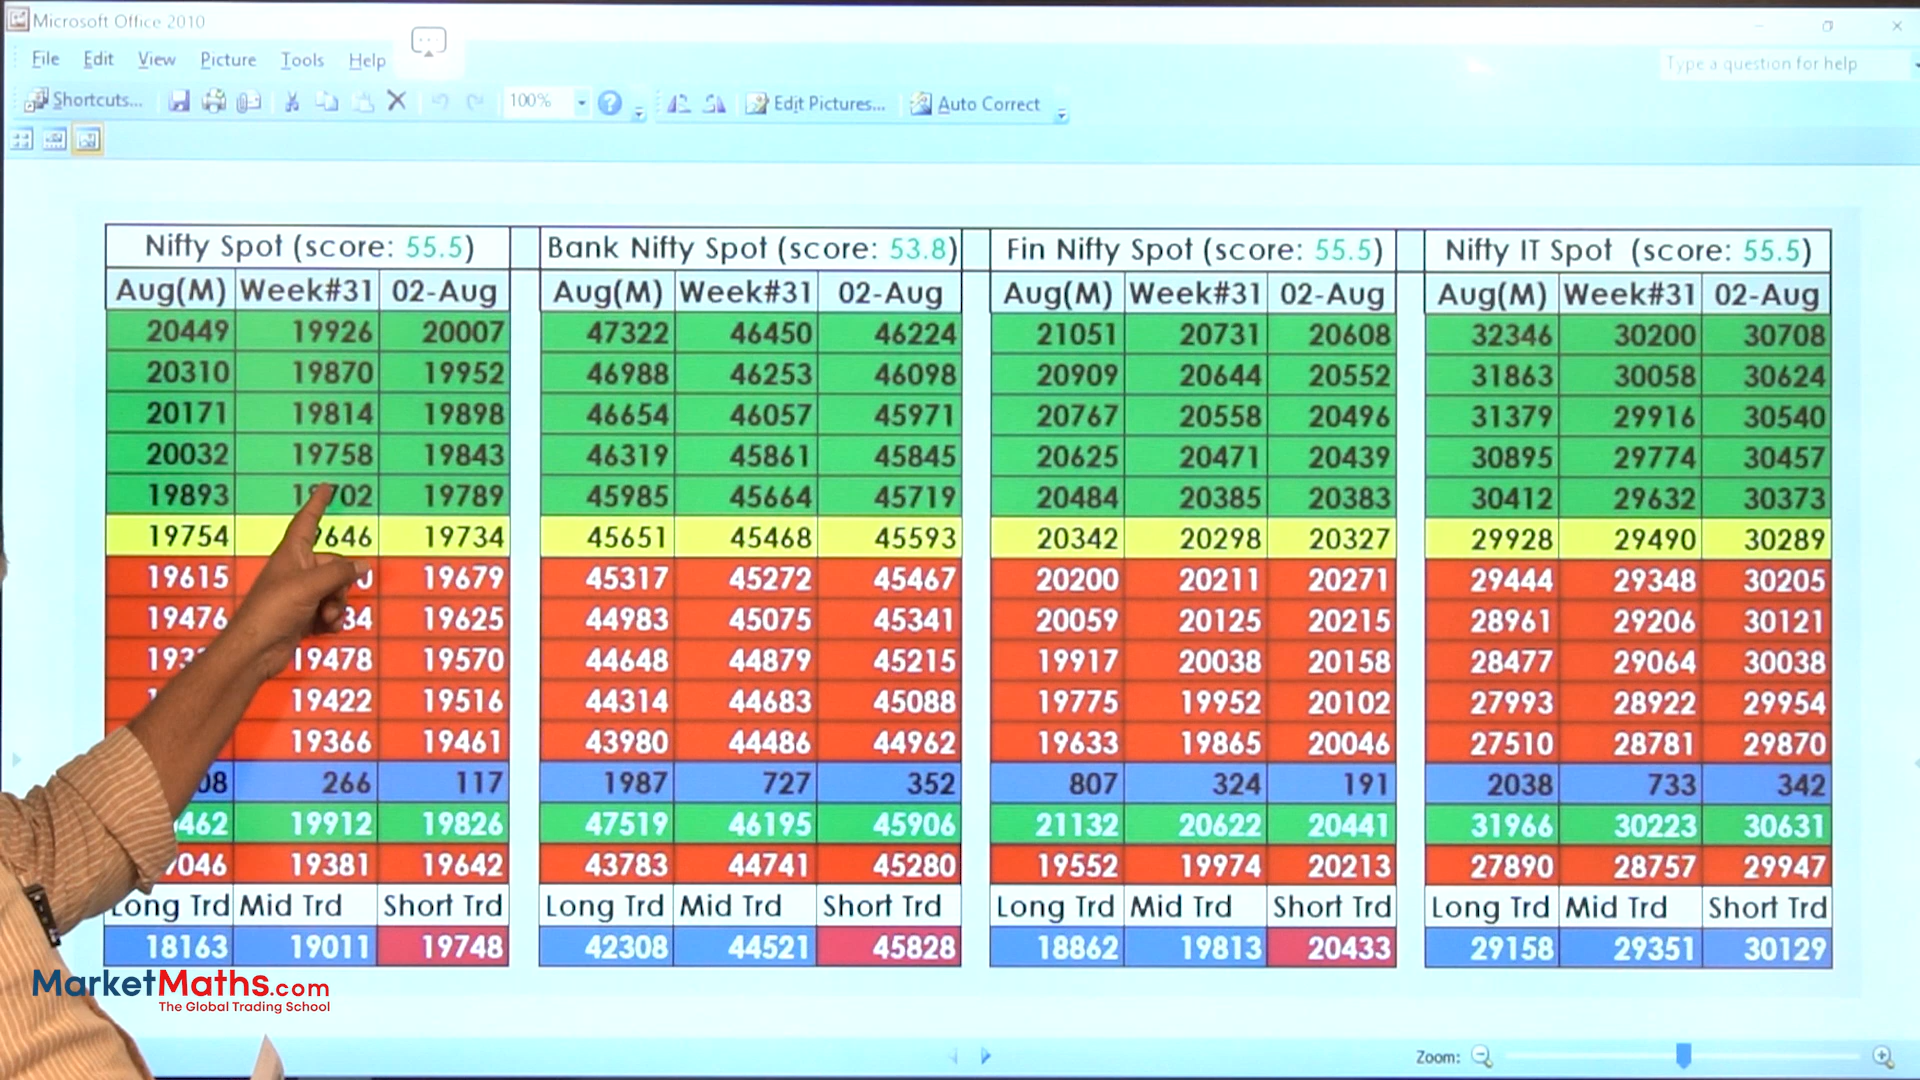 Microsoft Office 2010
File Edit View Picture Tools Help
Type a question for help
Shortcuts... 100% Edit Pictures... Auto Correct
Nifty Spot (score: 55.5) Bank Nifty Spot (score: 53.8) Fin Nifty Spot (score: 55.5) Nifty IT Spot (score: 55.5)
Aug(M) Week#31 02-Aug Aug(M) Week#31 02-Aug Aug(M) Week#31 02-Aug Aug(M) Week#31 02-Aug
20449 19926 20007 47322 46450 46224 21051 20731 20608 32346 30200 30708
20310 19870 19952 46988 46253 46098 20909 20644 20552 31863 30058 30624
20171 19814 19898 46654 46057 45971 20767 20558 20496 31379 29916 30540
20032 19758 19843 46319 45861 45845 20625 20471 20439 30895 29774 30457
19893 19702 19789 45985 45664 45719 20484 20385 20383 30412 29632 30373
19754 9646 19734 45651 45468 45593 20342 20298 20327 29928 29490 30289
19615 0 19679 45317 45272 45467 20200 20211 20271 29444 29348 30205
19476 34 19625 44983 45075 45341 20059 20125 20215 28961 29206 30121
193 19478 19570 44648 44879 45215 19917 20038 20158 28477 29064 30038
19422 19516 44314 44683 45088 19775 19952 20102 27993 28922 29954
19366 19461 43980 44486 44962 19633 19865 20046 27510 28781 29870
08 266 117 1987 727 352 807 324 191 2038 733 342
462 19912 19826 47519 46195 45906 21132 20622 20441 31966 30223 30631
9046 19381 19642 43783 44741 45280 19552 19974 20213 27890 28757 29947
Long Trd Mid Trd Short Trd Long Trd Mid Trd Short Trd Long Trd Mid Trd Short Trd Long Trd Mid Trd Short Trd
18163 19011 19748 42308 44521 45828 18862 19813 20433 29158 29351 30129
MarketMaths.com
The Global Trading School
Zoom: